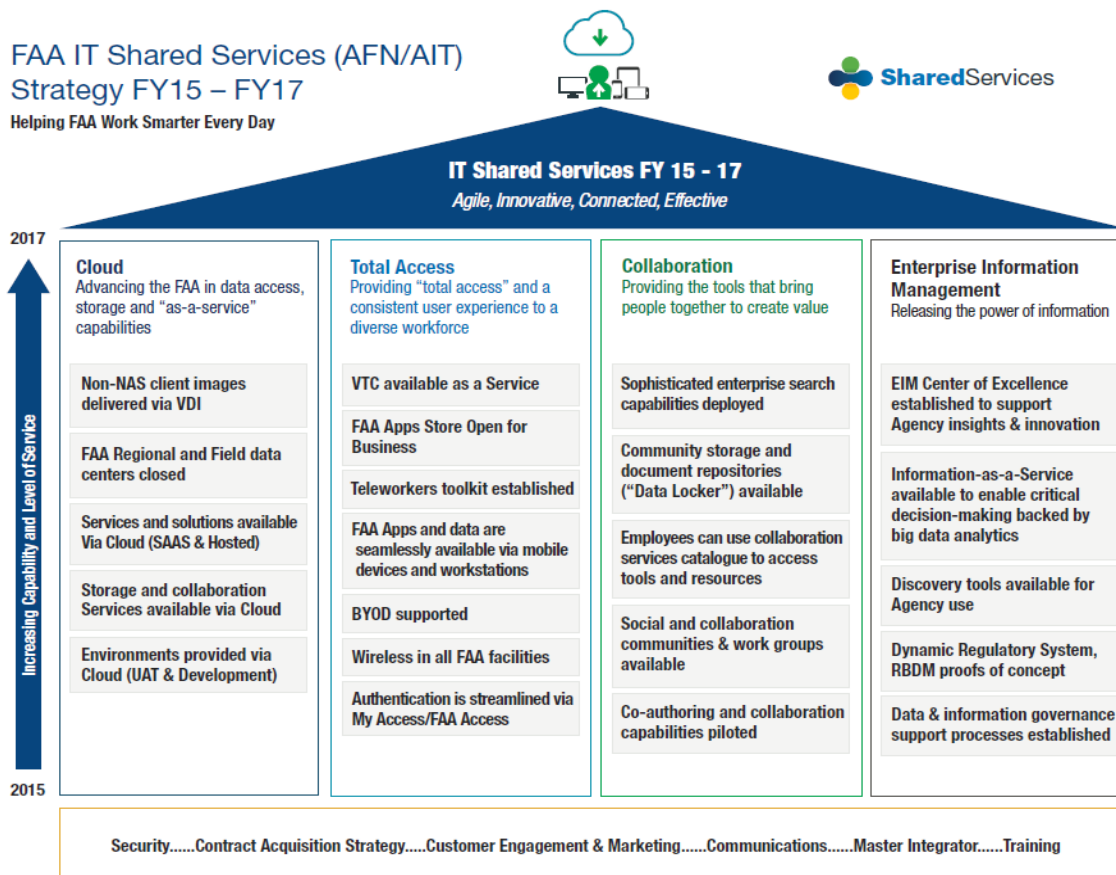 FAA IT Shared Services (AFN/AIT)
Strategy FY15 – FY17
Helping FAA Work Smarter Every Day
SharedServices
IT Shared Services FY 15 - 17
Agile, Innovative, Connected, Effective
2017
Increasing Capability and Level of Service
2015
Cloud
Advancing the FAA in data access,
storage and “as-a-service”
capabilities
Non-NAS client images
delivered via VDI
FAA Regional and Field data
centers closed
Services and solutions available
Via Cloud (SAAS & Hosted)
Storage and collaboration
Services available via Cloud
Environments provided via
Cloud (UAT & Development)
Total Access
Providing “total access” and a
consistent user experience to a
diverse workforce
VTC available as a Service
FAA Apps Store Open for
Business
Teleworkers toolkit established
FAA Apps and data are
seamlessly available via mobile
devices and workstations
BYOD supported
Wireless in all FAA facilities
Authentication is streamlined via
My Access/FAA Access
Collaboration
Providing the tools that bring
people together to create value
Sophisticated enterprise search
capabilities deployed
Community storage and
document repositories
(“Data Locker”) available
Employees can use collaboration
services catalogue to access
tools and resources
Social and collaboration
communities & work groups
available
Co-authoring and collaboration
capabilities piloted
Enterprise Information
Management
Releasing the power of information
EIM Center of Excellence
established to support
Agency insights & innovation
Information-as-a-Service
available to enable critical
decision-making backed by
big data analytics
Discovery tools available for
Agency use
Dynamic Regulatory System,
RBDM proofs of concept
Data & information governance
support processes established
Security......Contract Acquisition Strategy.....Customer Engagement & Marketing......Communications......Master Integrator......Training